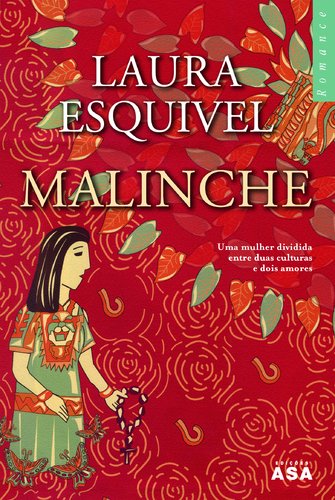 Romance
LAURA
ESQUIVEL
MALINCHE
Uma mulher dividida
entre duas culturas
e dois amores
EDIÇÕES
ASA